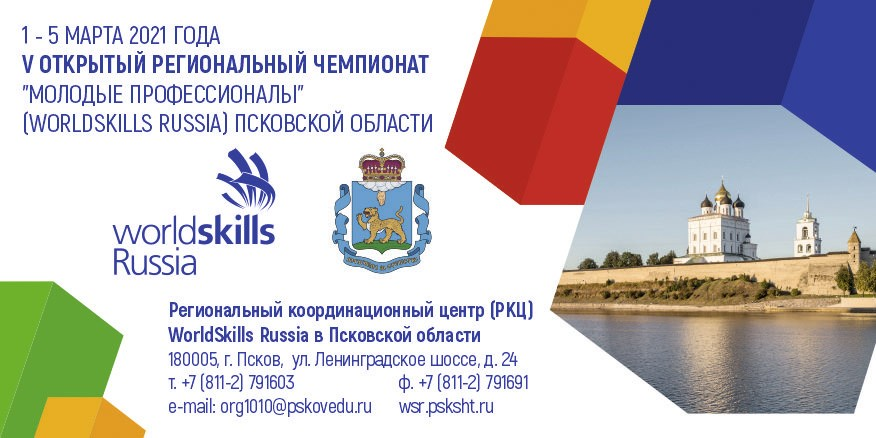 1 - 5 МАРТА 2021 ГОДА
V ОТКРЫТЫЙ РЕГИОНАЛЬНЫЙ ЧЕМПИОНАТ
"МОЛОДЫЕ ПРОФЕССИОНАЛЫ"
(WORLDSKILLS RUSSIA) ПСКОВСКОЙ ОБЛАСТИ
worldskills
Russia
Региональный координационный центр (РКЦ)
WorldSkills Russia в Псковской области
180005, г. Псков, ул. Ленинградское шоссе, д. 24
т. +7 (811-2) 791603 ф. +7 (811-2) 791691
e-mail: org1010@pskovedu.ru wsr.psksht.ru